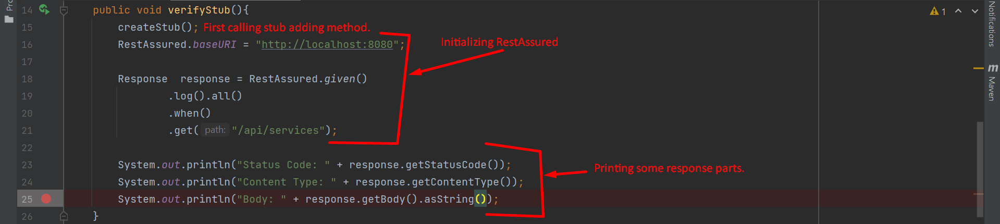 Pro
14 public void verifyStub(){
15 createStub(); First calling stub adding method.
16 RestAssured.baseURI = "http://localhost:8080";
Initializing RestAssured
17
18 Response  response = RestAssured.given()
19 .log().all()
20 .when()
21 .get( path: "/api/services");
22
23 System.out.println("Status Code: " + response.getStatusCode());
24 System.out.println("Content Type: " + response.getContentType());
Printing some response parts.
25 System.out.println("Body: " + response.getBody().asString());
26 }
1
Notifications
m Maven